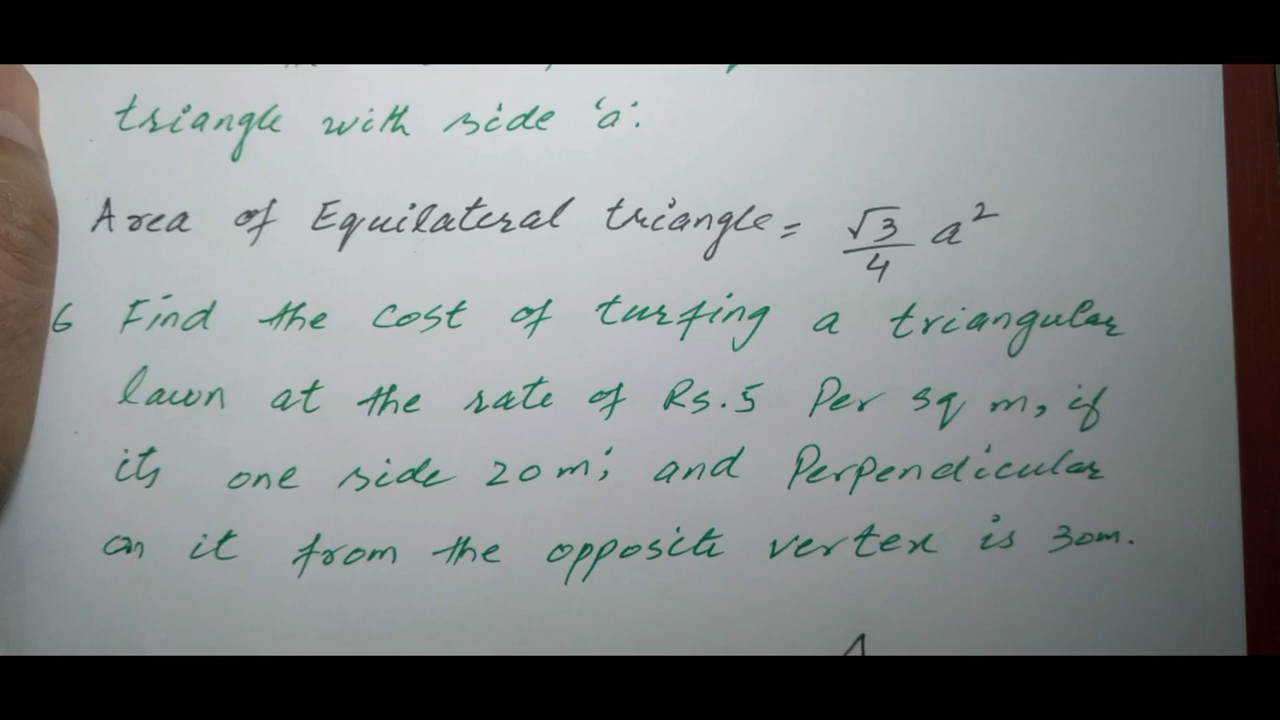 triangle with side 'a'.
Area of Equilateral triangle = √3/4 a²
6 Find the cost of turfing a triangular
lawn at the rate of Rs.5 Per sq m, if
its one side 20m; and Perpendicular
on it from the opposite vertex is 30m.
A